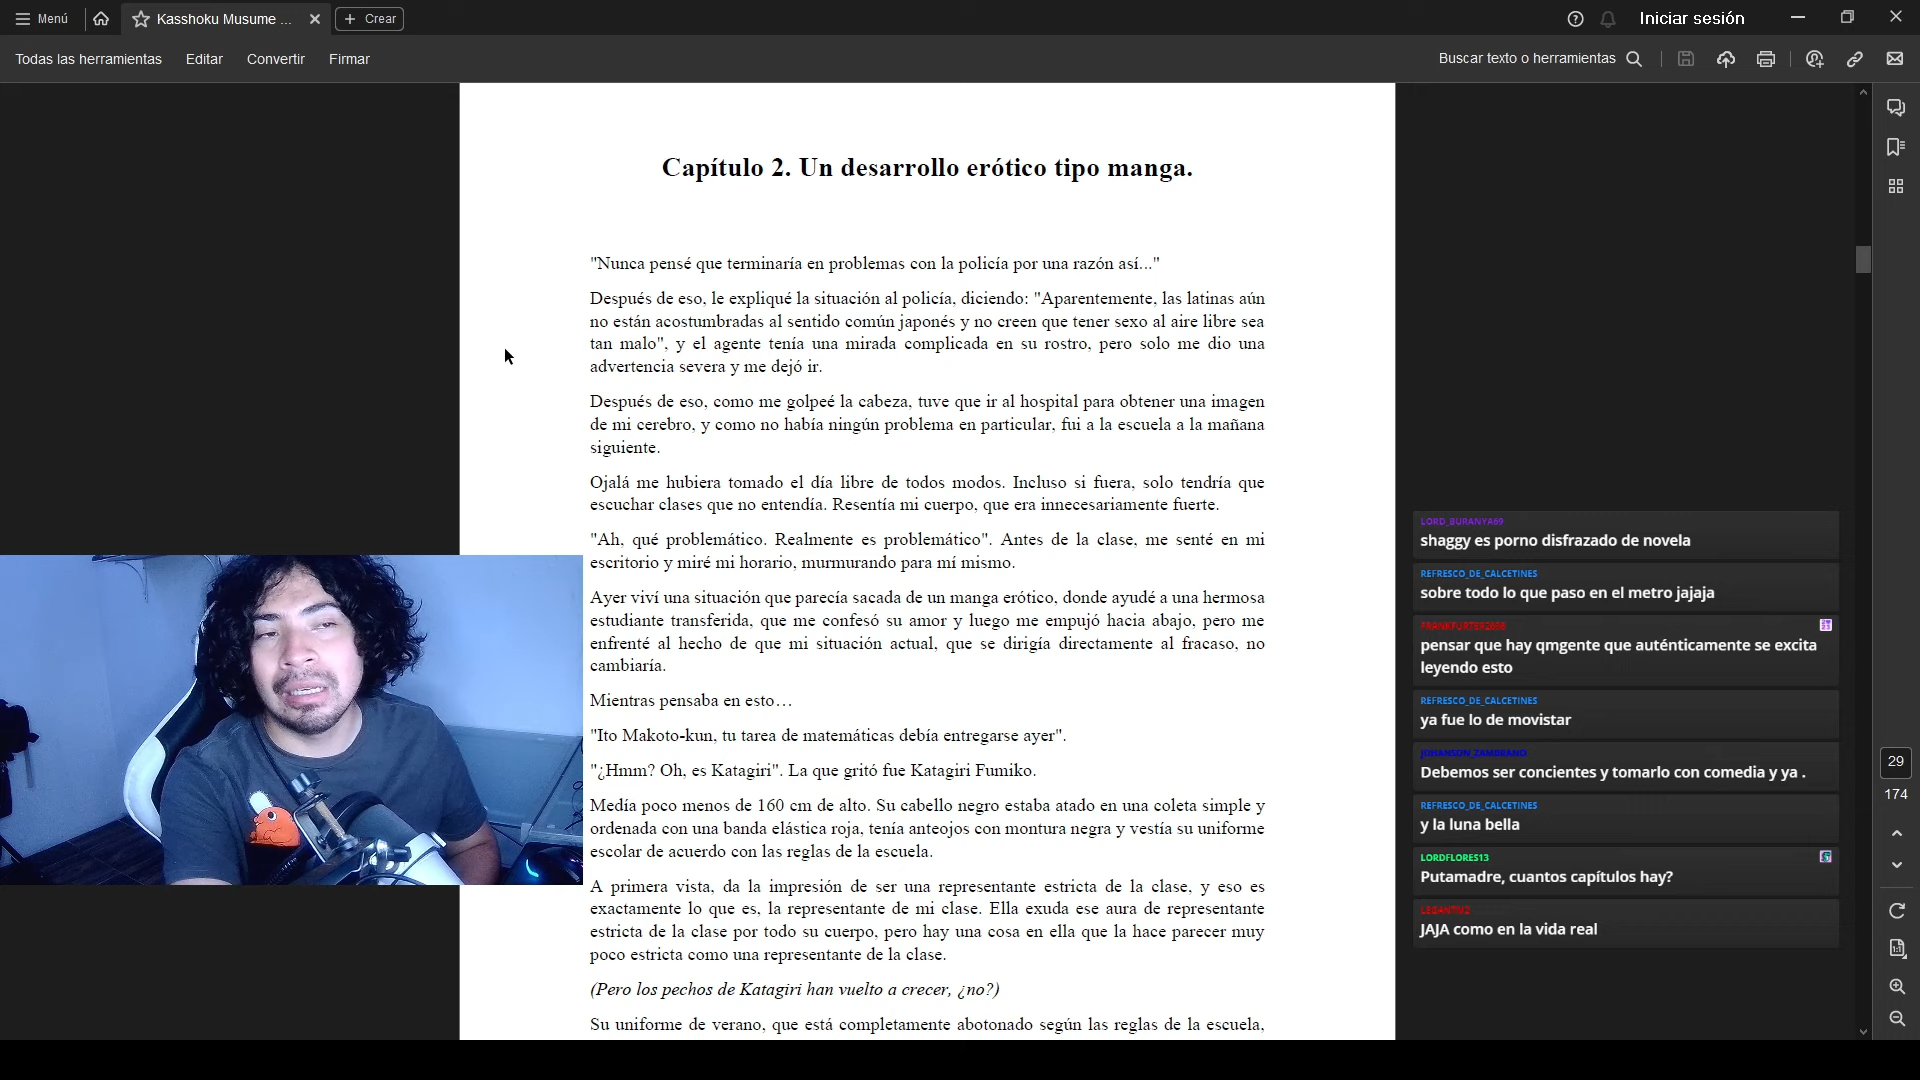 Menú
Kasshoku Musume ...
Crear
Iniciar sesión
Todas las herramientas
Editar
Convertir
Firmar
Buscar texto o herramientas
Capítulo 2. Un desarrollo erótico tipo manga.
"Nunca pensé que terminaría en problemas con la policía por una razón así..."
Después de eso, le expliqué la situación al policía, diciendo: "Aparentemente, las latinas aún
no están acostumbradas al sentido común japonés y no creen que tener sexo al aire libre sea
tan malo", y el agente tenía una mirada complicada en su rostro, pero solo me dio una
advertencia severa y me dejó ir.
Después de eso, como me golpeé la cabeza, tuve que ir al hospital para obtener una imagen
de mi cerebro, y como no había ningún problema en particular, fui a la escuela a la mañana
siguiente.
Ojalá me hubiera tomado el día libre de todos modos. Incluso si fuera, solo tendría que
escuchar clases que no entendía. Resentía mi cuerpo, que era innecesariamente fuerte.
"Ah, qué problemático. Realmente es problemático". Antes de la clase, me senté en mi
escritorio y miré mi horario, murmurando para mí mismo.
Ayer viví una situación que parecía sacada de un manga erótico, donde ayudé a una hermosa
estudiante transferida, que me confesó su amor y luego me empujó hacia abajo, pero me
enfrenté al hecho de que mi situación actual, que se dirigía directamente al fracaso, no
cambiaría.
Mientras pensaba en esto…
"Ito Makoto-kun, tu tarea de matemáticas debía entregarse ayer".
"¿Hmm? Oh, es Katagiri". La que gritó fue Katagiri Fumiko.
Medía poco menos de 160 cm de alto. Su cabello negro estaba atado en una coleta simple y
ordenada con una banda elástica roja, tenía anteojos con montura negra y vestía su uniforme
escolar de acuerdo con las reglas de la escuela.
A primera vista, da la impresión de ser una representante estricta de la clase, y eso es
exactamente lo que es, la representante de mi clase. Ella exuda ese aura de representante
estricta de la clase por todo su cuerpo, pero hay una cosa en ella que la hace parecer muy
poco estricta como una representante de la clase.
(Pero los pechos de Katagiri han vuelto a crecer, ¿no?)
Su uniforme de verano, que está completamente abotonado según las reglas de la escuela,
LORD_BURANYA69
shaggy es porno disfrazado de novela
REFRESCO_DE_CALCETINES
sobre todo lo que paso en el metro jajaja
pensar que hay qmgente que auténticamente se excita
leyendo esto
REFRESCO_DE_CALCETINES
ya fue lo de movistar
JOHANSON_ZAMBRANO
Debemos ser concientes y tomarlo con comedia y ya .
REFRESCO_DE_CALCETINES
y la luna bella
LORDFLORES13
Putamadre, cuantos capítulos hay?
JAJA como en la vida real
29
174